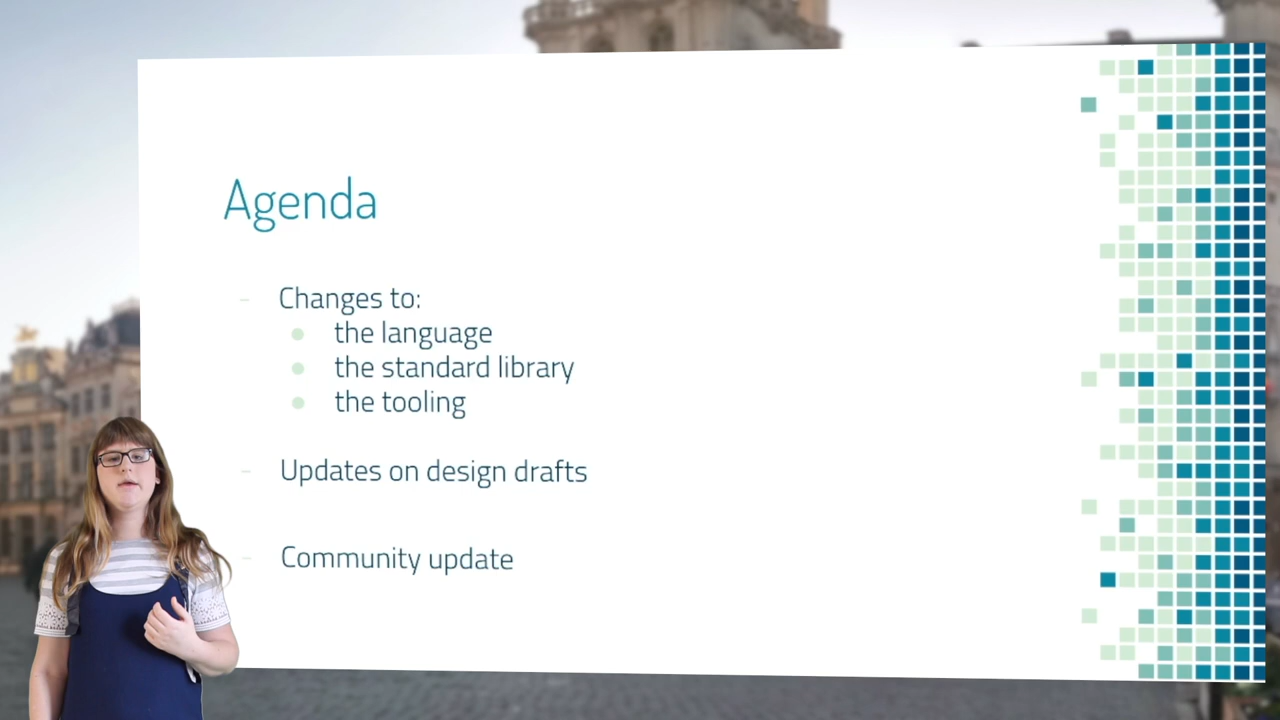 Agenda
Changes to:
the language
the standard library
the tooling
Updates on design drafts
Community update